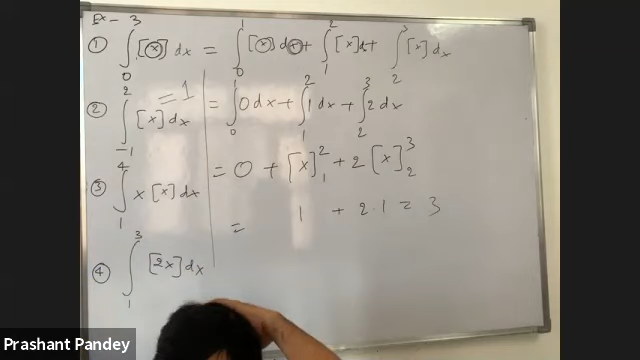 Ex - 3
① ∫₀³ [x] dx = ∫₀¹ [x] dx + ∫₁² [x] dx + ∫₂³ [x] dx
② ∫₋₁² [x] dx = 1
= ∫₀¹ 0 dx + ∫₁² 1 dx + ∫₂³ 2 dx
= 0 + [x]₁² + 2 [x]₂³
③ ∫₁⁴ x [x] dx
= 1 + 2.1 = 3
④ ∫₁³ [2x] dx
Prashant Pandey